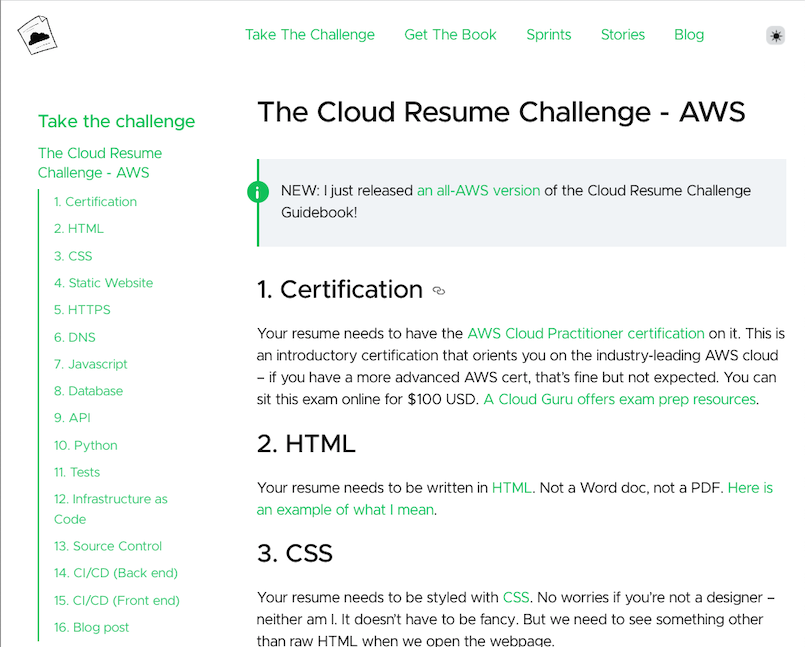 Take The Challenge
Get The Book
Sprints
Stories
Blog
Take the challenge
The Cloud Resume
Challenge - AWS
1. Certification
2. HTML
3. CSS
4. Static Website
5. HTTPS
6. DNS
7. Javascript
8. Database
9. API
10. Python
11. Tests
12. Infrastructure as
Code
13. Source Control
14. CI/CD (Back end)
15. CI/CD (Front end)
16. Blog post
The Cloud Resume Challenge - AWS
NEW: I just released an all-AWS version of the Cloud Resume Challenge
Guidebook!
1. Certification
Your resume needs to have the AWS Cloud Practitioner certification on it. This is
an introductory certification that orients you on the industry-leading AWS cloud
– if you have a more advanced AWS cert, that's fine but not expected. You can
sit this exam online for $100 USD. A Cloud Guru offers exam prep resources.
2. HTML
Your resume needs to be written in HTML. Not a Word doc, not a PDF. Here is
an example of what I mean.
3. CSS
Your resume needs to be styled with CSS. No worries if you're not a designer –
neither am I. It doesn't have to be fancy. But we need to see something other
than raw HTML when we open the webpage.